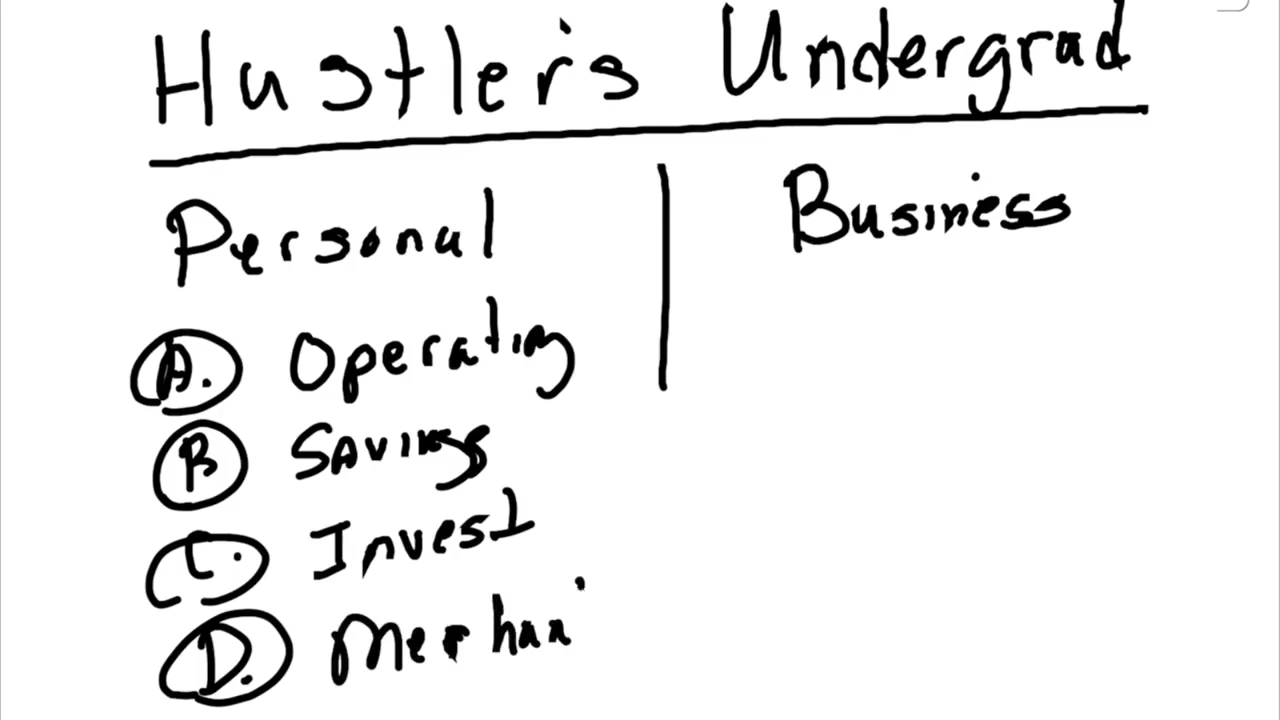 Hustler's Undergrad
Personal
Business
A. Operating
B Savings
C. Invest
D.